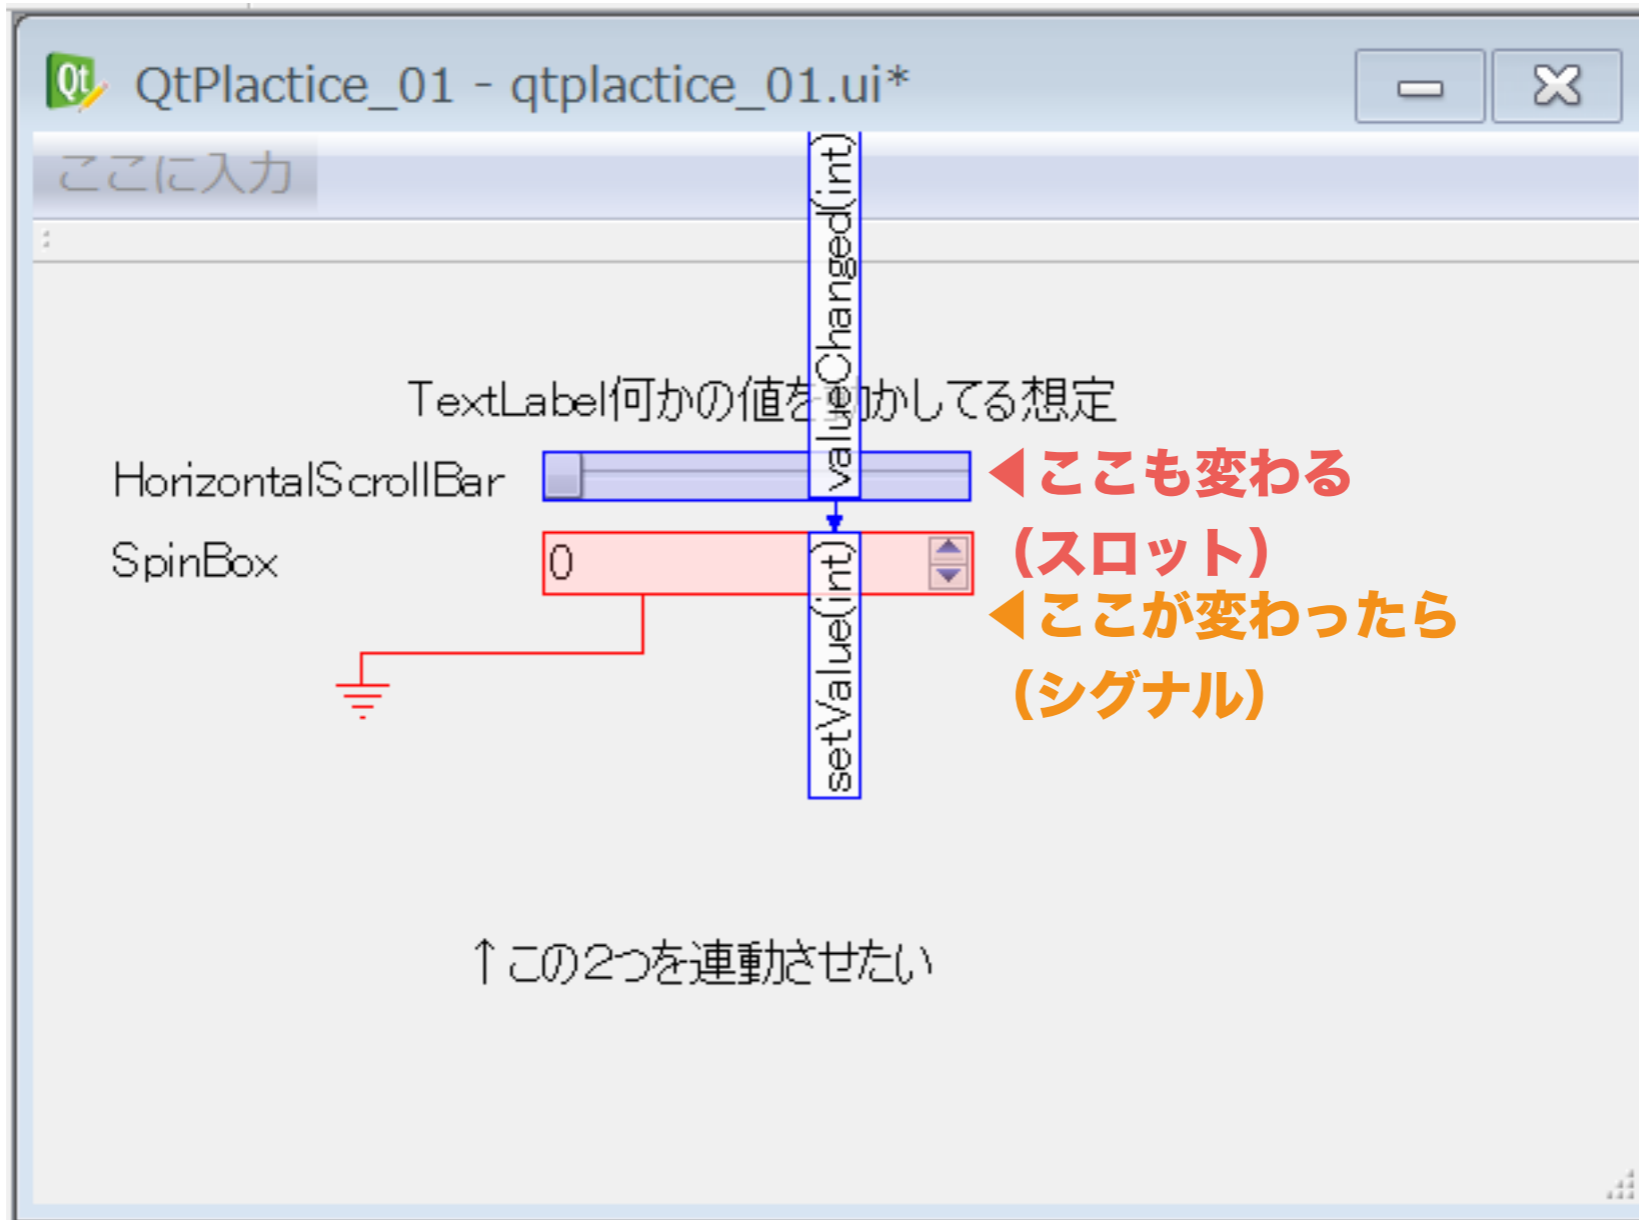 Qt QtPlactice_01 - qtplactice_01.ui*
ここに入力
valueChanged(int)
TextLabel何かの値を動かしてる想定
HorizontalScrollBar
◀ここも変わる
(スロット)
SpinBox
0
setValue(int)
◀ここが変わったら
(シグナル)
↑この2つを連動させたい